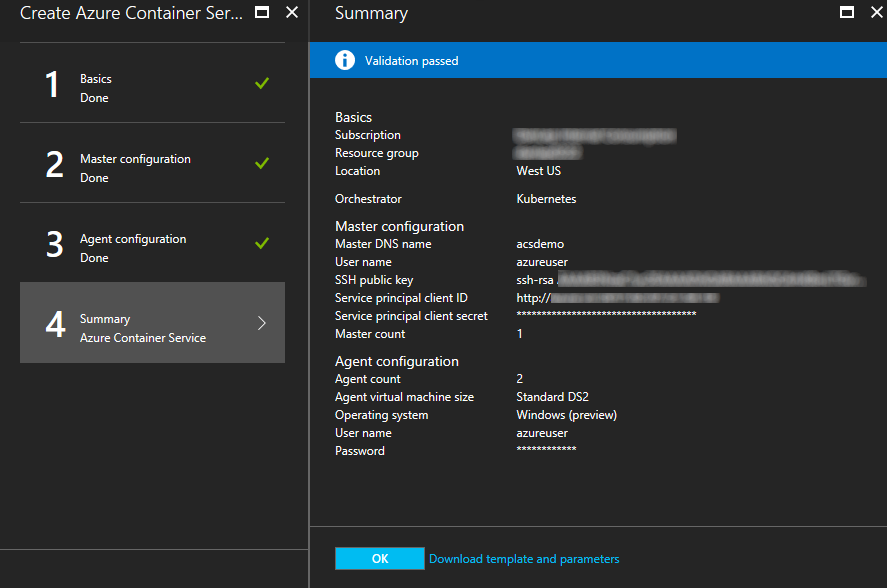 Create Azure Container Ser...
1
Basics
Done
2
Master configuration
Done
3
Agent configuration
Done
4
Summary
Azure Container Service
Summary
Validation passed
Basics
Subscription
Resource group
Location West US
Orchestrator Kubernetes
Master configuration
Master DNS name acsdemo
User name azureuser
SSH public key ssh-rsa
Service principal client ID http://
Service principal client secret ************************************
Master count 1
Agent configuration
Agent count 2
Agent virtual machine size Standard DS2
Operating system Windows (preview)
User name azureuser
Password ************
OK Download template and parameters